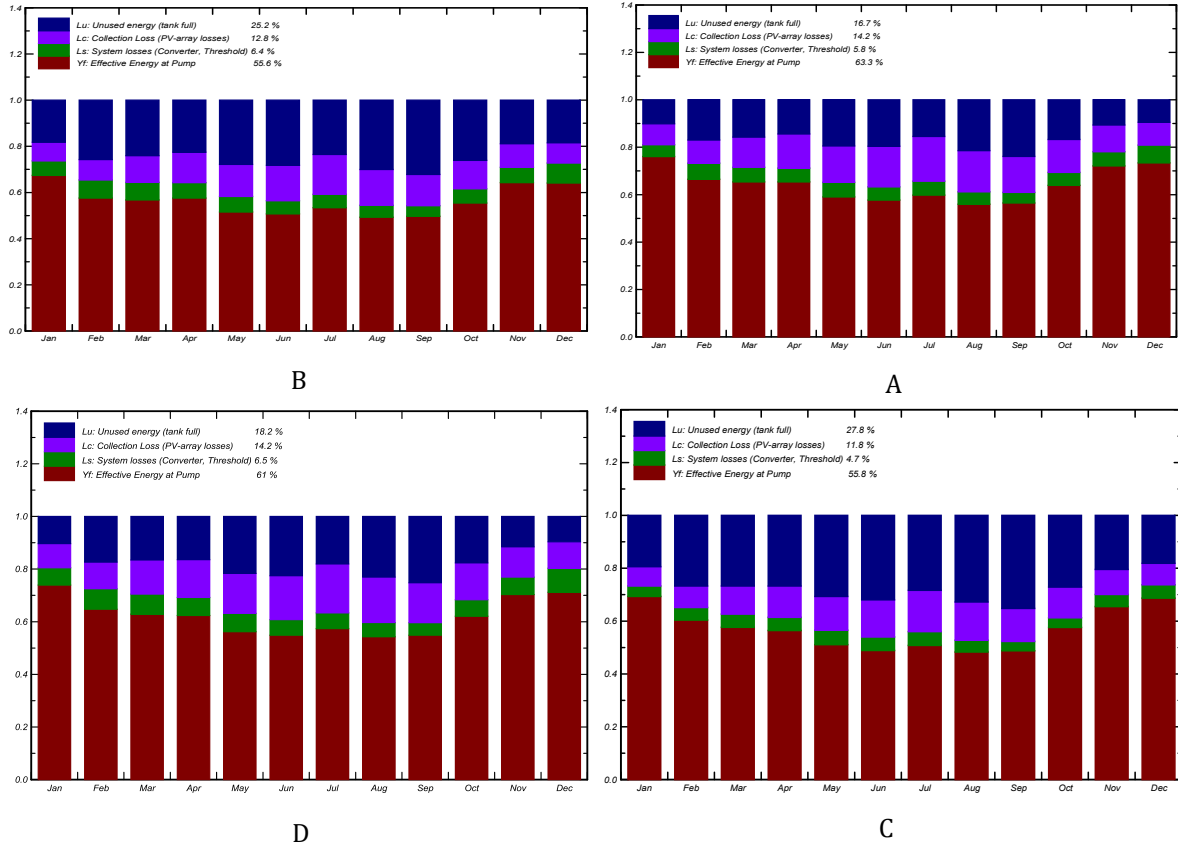 1.4
1.2
1.0
0.8
0.6
0.4
0.2
0.0
Lu: Unused energy (tank full) 25.2 %
Lc: Collection Loss (PV-array losses) 12.8 %
Ls: System losses (Converter, Threshold) 6.4 %
Yf: Effective Energy at Pump 55.6 %
Jan Feb Mar Apr May Jun Jul Aug Sep Oct Nov Dec
B
1.4
1.2
1.0
0.8
0.6
0.4
0.2
0.0
Lu: Unused energy (tank full) 16.7 %
Lc: Collection Loss (PV-array losses) 14.2 %
Ls: System losses (Converter, Threshold) 5.8 %
Yf: Effective Energy at Pump 63.3 %
Jan Feb Mar Apr May Jun Jul Aug Sep Oct Nov Dec
A
1.4
1.2
1.0
0.8
0.6
0.4
0.2
0.0
Lu: Unused energy (tank full) 18.2 %
Lc: Collection Loss (PV-array losses) 14.2 %
Ls: System losses (Converter, Threshold) 6.5 %
Yf: Effective Energy at Pump 61 %
Jan Feb Mar Apr May Jun Jul Aug Sep Oct Nov Dec
D
1.4
1.2
1.0
0.8
0.6
0.4
0.2
0.0
Lu: Unused energy (tank full) 27.8 %
Lc: Collection Loss (PV-array losses) 11.8 %
Ls: System losses (Converter, Threshold) 4.7 %
Yf: Effective Energy at Pump 55.8 %
Jan Feb Mar Apr May Jun Jul Aug Sep Oct Nov Dec
C